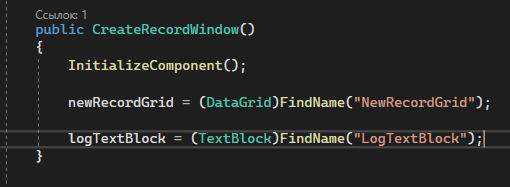 Ссылок: 1
public CreateRecordWindow()
{
InitializeComponent();
newRecordGrid = (DataGrid)FindName("NewRecordGrid");
logTextBlock = (TextBlock)FindName("LogTextBlock");
}